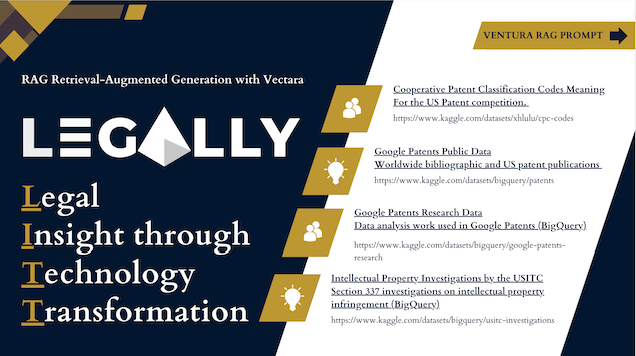 VENTURA RAG PROMPT
RAG Retrieval-Augmented Generation with Vectara
LEGALLY
Legal
Insight through
Technology
Transformation
Cooperative Patent Classification Codes Meaning
For the US Patent competition.
https://www.kaggle.com/datasets/xhlulu/cpc-codes
Google Patents Public Data
Worldwide bibliographic and US patent publications
https://www.kaggle.com/datasets/bigquery/patents
Google Patents Research Data
Data analysis work used in Google Patents (BigQuery)
https://www.kaggle.com/datasets/bigquery/google-patents-
research
Intellectual Property Investigations by the USITC
Section 337 investigations on intellectual property
infringement (BigQuery)
https://www.kaggle.com/datasets/bigquery/usitc-investigations